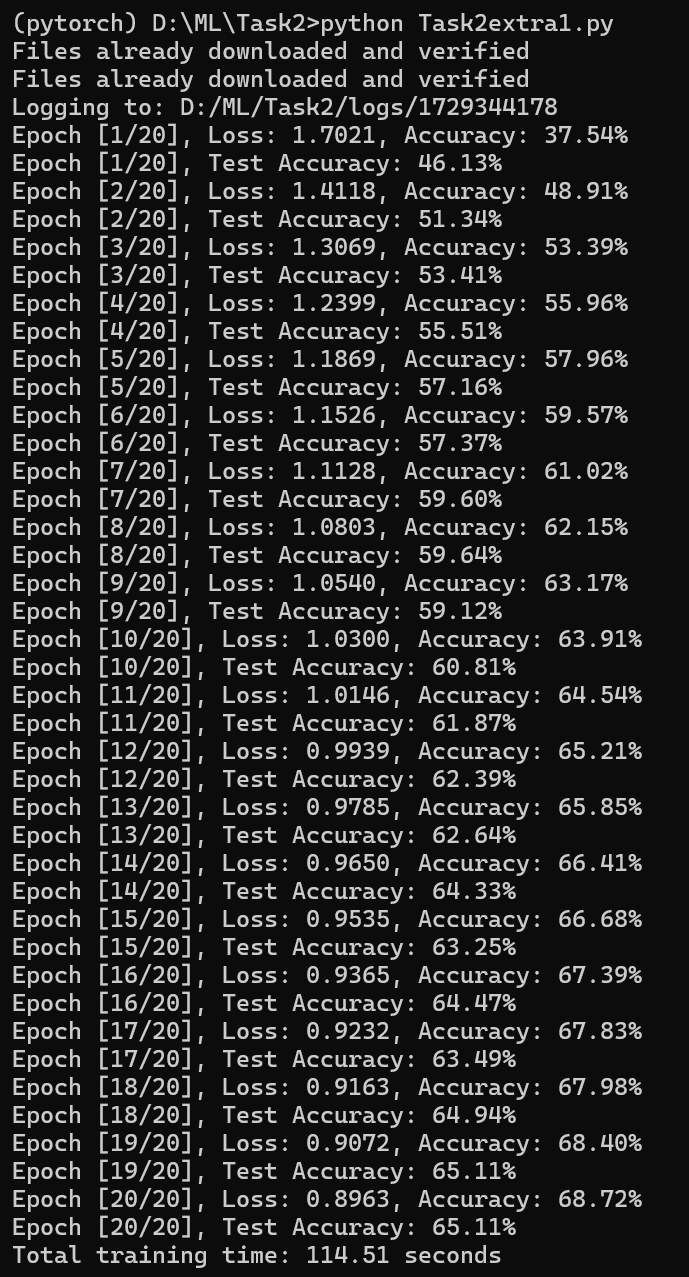 (pytorch) D:\ML\Task2>python Task2extra1.py
Files already downloaded and verified
Files already downloaded and verified
Logging to: D:/ML/Task2/logs/1729344178
Epoch [1/20], Loss: 1.7021, Accuracy: 37.54%
Epoch [1/20], Test Accuracy: 46.13%
Epoch [2/20], Loss: 1.4118, Accuracy: 48.91%
Epoch [2/20], Test Accuracy: 51.34%
Epoch [3/20], Loss: 1.3069, Accuracy: 53.39%
Epoch [3/20], Test Accuracy: 53.41%
Epoch [4/20], Loss: 1.2399, Accuracy: 55.96%
Epoch [4/20], Test Accuracy: 55.51%
Epoch [5/20], Loss: 1.1869, Accuracy: 57.96%
Epoch [5/20], Test Accuracy: 57.16%
Epoch [6/20], Loss: 1.1526, Accuracy: 59.57%
Epoch [6/20], Test Accuracy: 57.37%
Epoch [7/20], Loss: 1.1128, Accuracy: 61.02%
Epoch [7/20], Test Accuracy: 59.60%
Epoch [8/20], Loss: 1.0803, Accuracy: 62.15%
Epoch [8/20], Test Accuracy: 59.64%
Epoch [9/20], Loss: 1.0540, Accuracy: 63.17%
Epoch [9/20], Test Accuracy: 59.12%
Epoch [10/20], Loss: 1.0300, Accuracy: 63.91%
Epoch [10/20], Test Accuracy: 60.81%
Epoch [11/20], Loss: 1.0146, Accuracy: 64.54%
Epoch [11/20], Test Accuracy: 61.87%
Epoch [12/20], Loss: 0.9939, Accuracy: 65.21%
Epoch [12/20], Test Accuracy: 62.39%
Epoch [13/20], Loss: 0.9785, Accuracy: 65.85%
Epoch [13/20], Test Accuracy: 62.64%
Epoch [14/20], Loss: 0.9650, Accuracy: 66.41%
Epoch [14/20], Test Accuracy: 64.33%
Epoch [15/20], Loss: 0.9535, Accuracy: 66.68%
Epoch [15/20], Test Accuracy: 63.25%
Epoch [16/20], Loss: 0.9365, Accuracy: 67.39%
Epoch [16/20], Test Accuracy: 64.47%
Epoch [17/20], Loss: 0.9232, Accuracy: 67.83%
Epoch [17/20], Test Accuracy: 63.49%
Epoch [18/20], Loss: 0.9163, Accuracy: 67.98%
Epoch [18/20], Test Accuracy: 64.94%
Epoch [19/20], Loss: 0.9072, Accuracy: 68.40%
Epoch [19/20], Test Accuracy: 65.11%
Epoch [20/20], Loss: 0.8963, Accuracy: 68.72%
Epoch [20/20], Test Accuracy: 65.11%
Total training time: 114.51 seconds